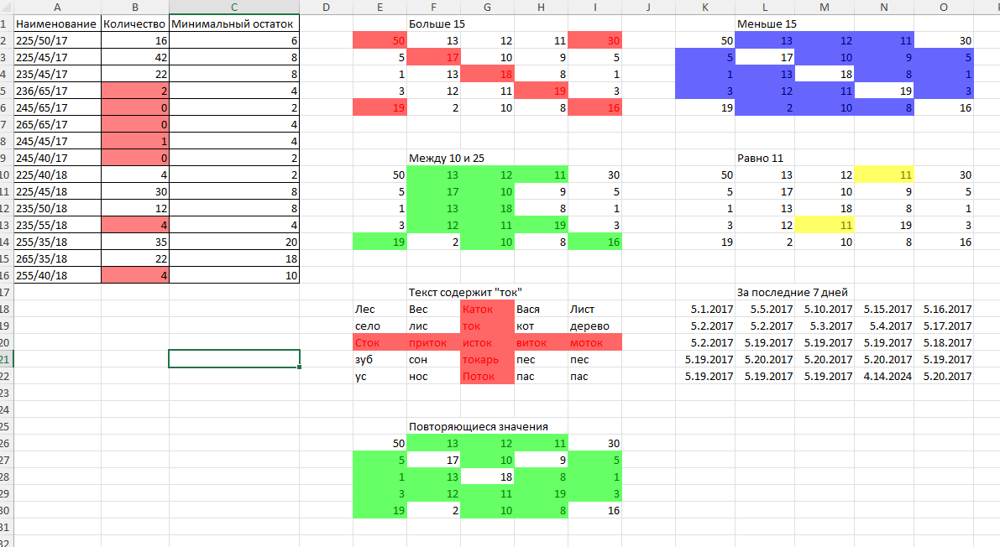 A B C D E F G H I J K L M N O
1 Наименование Количество Минимальный остаток Больше 15 Меньше 15
2 225/50/17 16 6 50 13 12 11 30 50 13 12 11 30
3 225/45/17 42 8 5 17 10 9 5 5 17 10 9 5
4 235/45/17 22 8 1 13 18 8 1 1 13 18 8 1
5 236/65/17 2 4 3 12 11 19 3 3 12 11 19 3
6 245/65/17 0 2 19 2 10 8 16 19 2 10 8 16
7 265/65/17 0 4
8 245/45/17 1 4
9 245/40/17 0 2 Между 10 и 25 Равно 11
10 225/40/18 4 2 50 13 12 11 30 50 13 12 11 30
11 225/45/18 30 8 5 17 10 9 5 5 17 10 9 5
12 235/50/18 12 8 1 13 18 8 1 1 13 18 8 1
13 235/55/18 4 4 3 12 11 19 3 3 12 11 19 3
14 255/35/18 35 20 19 2 10 8 16 19 2 10 8 16
15 265/35/18 22 18
16 255/40/18 4 10
17 Текст содержит "ток" За последние 7 дней
18 Лес Вес Каток Вася Лист 5.1.2017 5.5.2017 5.10.2017 5.15.2017 5.16.2017
19 село лис ток кот дерево 5.2.2017 5.2.2017 5.3.2017 5.4.2017 5.17.2017
20 Сток приток исток виток моток 5.2.2017 5.19.2017 5.19.2017 5.19.2017 5.18.2017
21 зуб сон токарь пес пес 5.19.2017 5.20.2017 5.20.2017 5.20.2017 5.19.2017
22 ус нос Поток пас пас 5.19.2017 5.19.2017 5.19.2017 4.14.2024 5.20.2017
23
24
25 Повторяющиеся значения
26 50 13 12 11 30
27 5 17 10 9 5
28 1 13 18 8 1
29 3 12 11 19 3
30 19 2 10 8 16
31
32